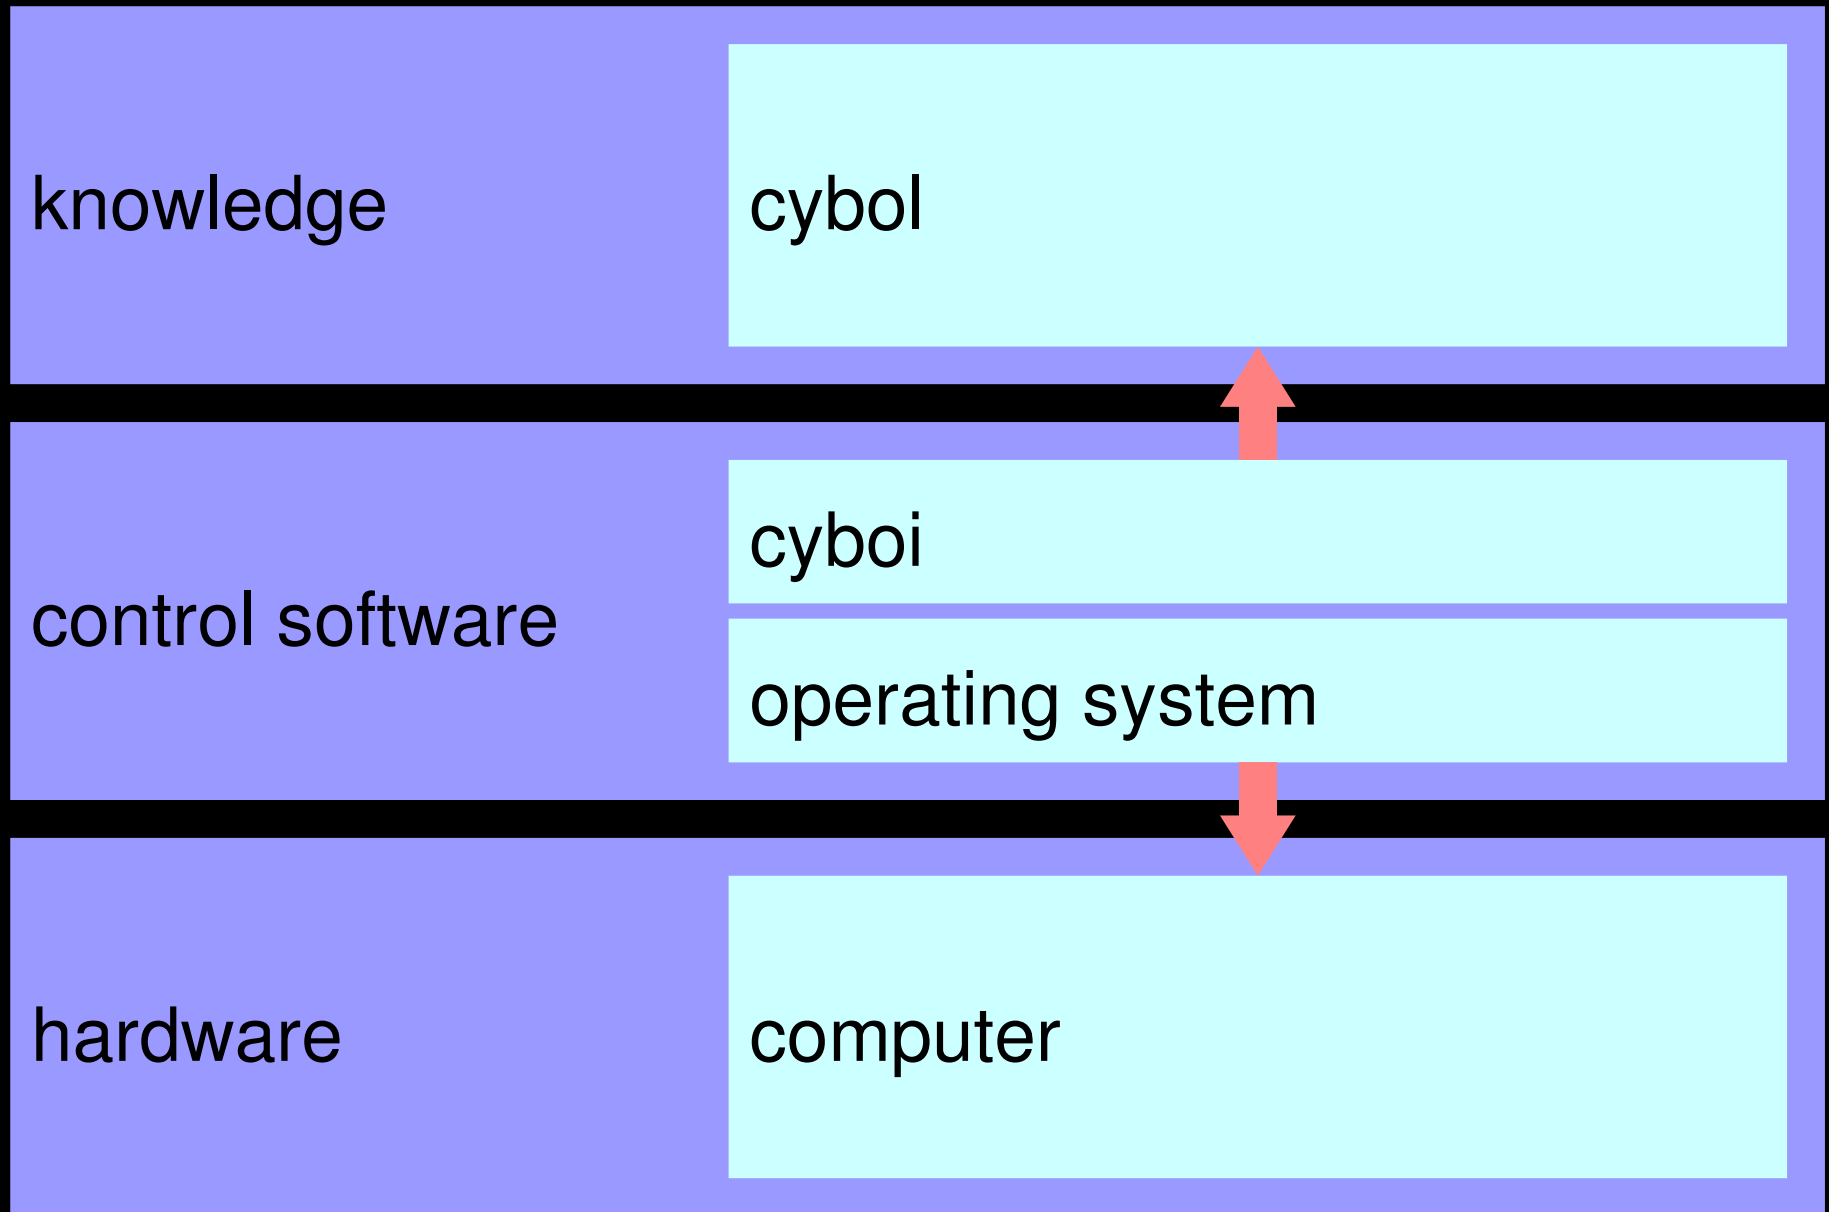 knowledge
cybol
control software
cyboi
operating system
hardware
computer